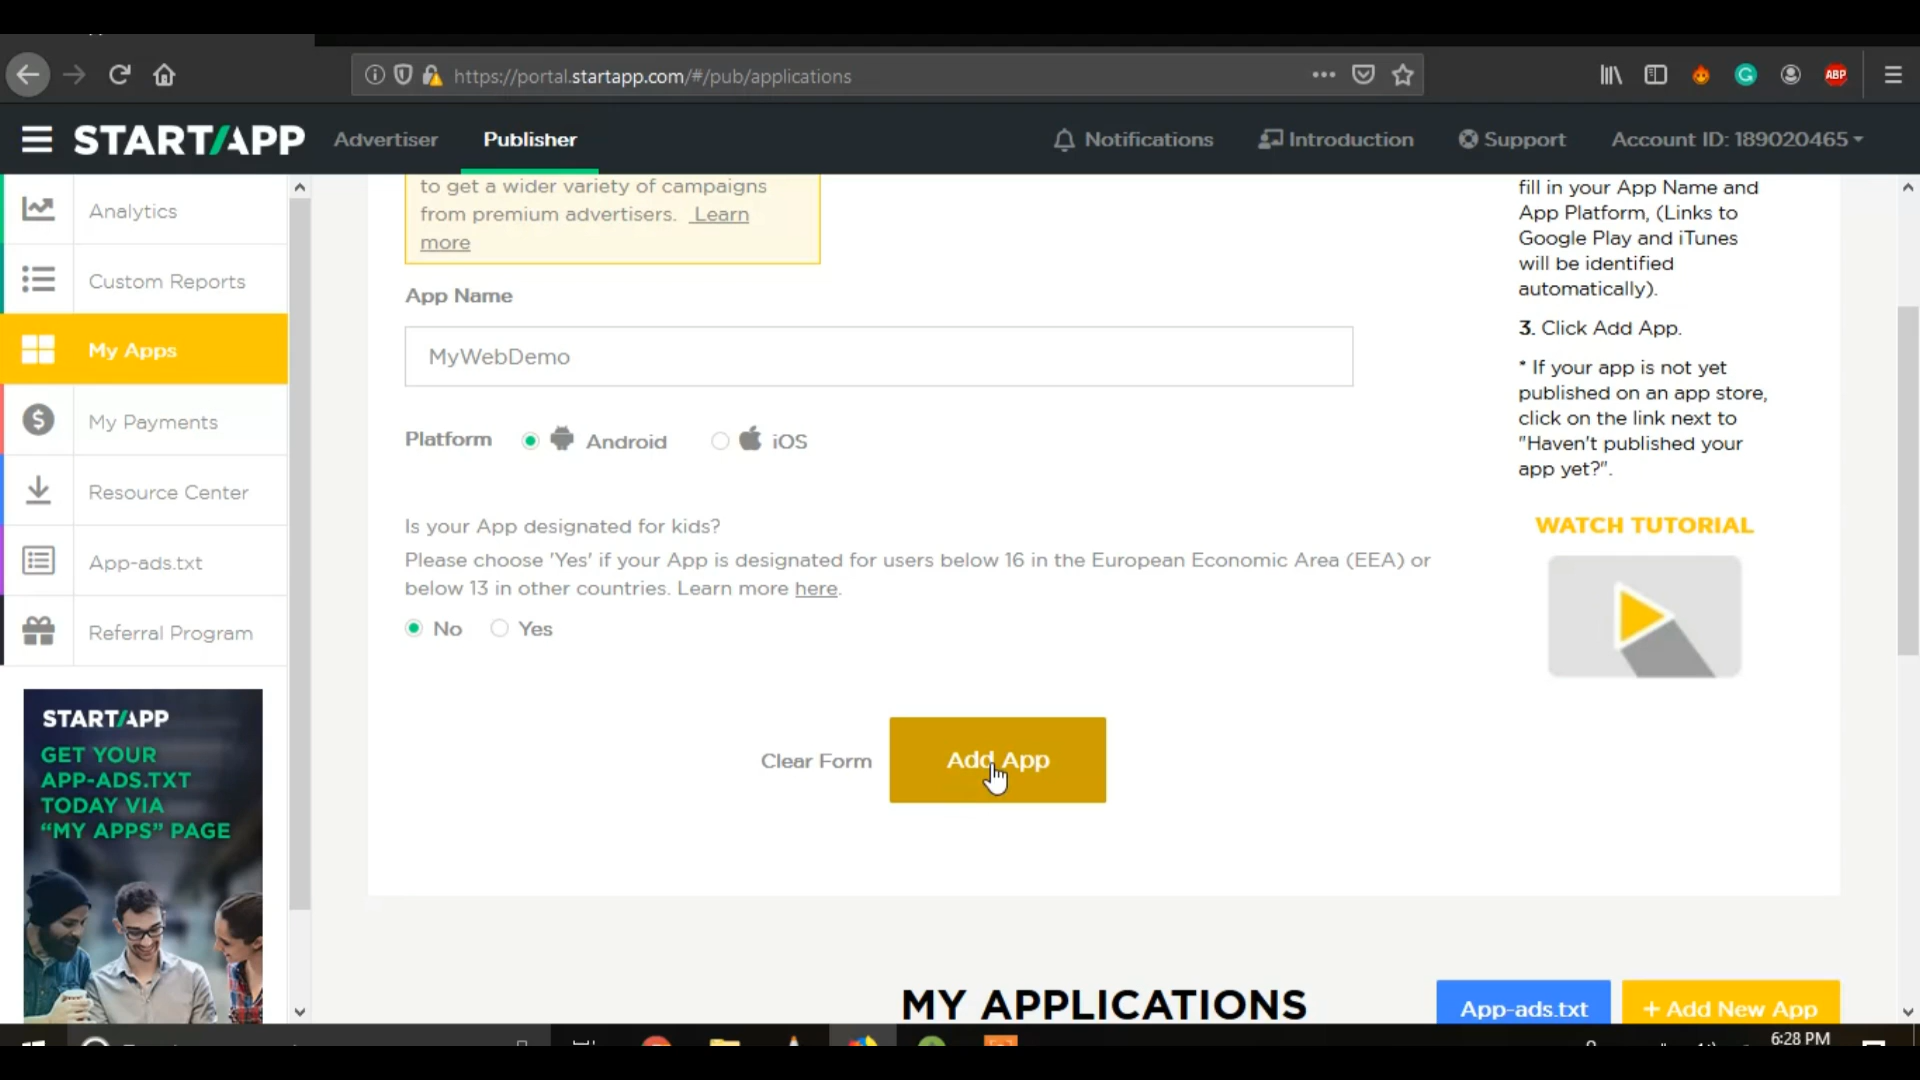 https://portal.startapp.com/#/pub/applications
ABP
STARTAPP
Advertiser
Publisher
Notifications
Introduction
Support
Account ID: 189020465
Analytics
Custom Reports
My Apps
My Payments
Resource Center
App-ads.txt
Referral Program
STARTAPP
GET YOUR
APP-ADS.TXT
TODAY VIA
“MY APPS” PAGE
to get a wider variety of campaigns
from premium advertisers. Learn
more
App Name
MyWebDemo
Platform
Android
iOS
Is your App designated for kids?
Please choose 'Yes' if your App is designated for users below 16 in the European Economic Area (EEA) or
below 13 in other countries. Learn more here.
No
Yes
Clear Form
Add App
fill in your App Name and
App Platform, (Links to
Google Play and iTunes
will be identified
automatically).
3. Click Add App.
* If your app is not yet
published on an app store,
click on the link next to
"Haven't published your
app yet?".
WATCH TUTORIAL
MY APPLICATIONS
App-ads.txt
+ Add New App
6:28 PM